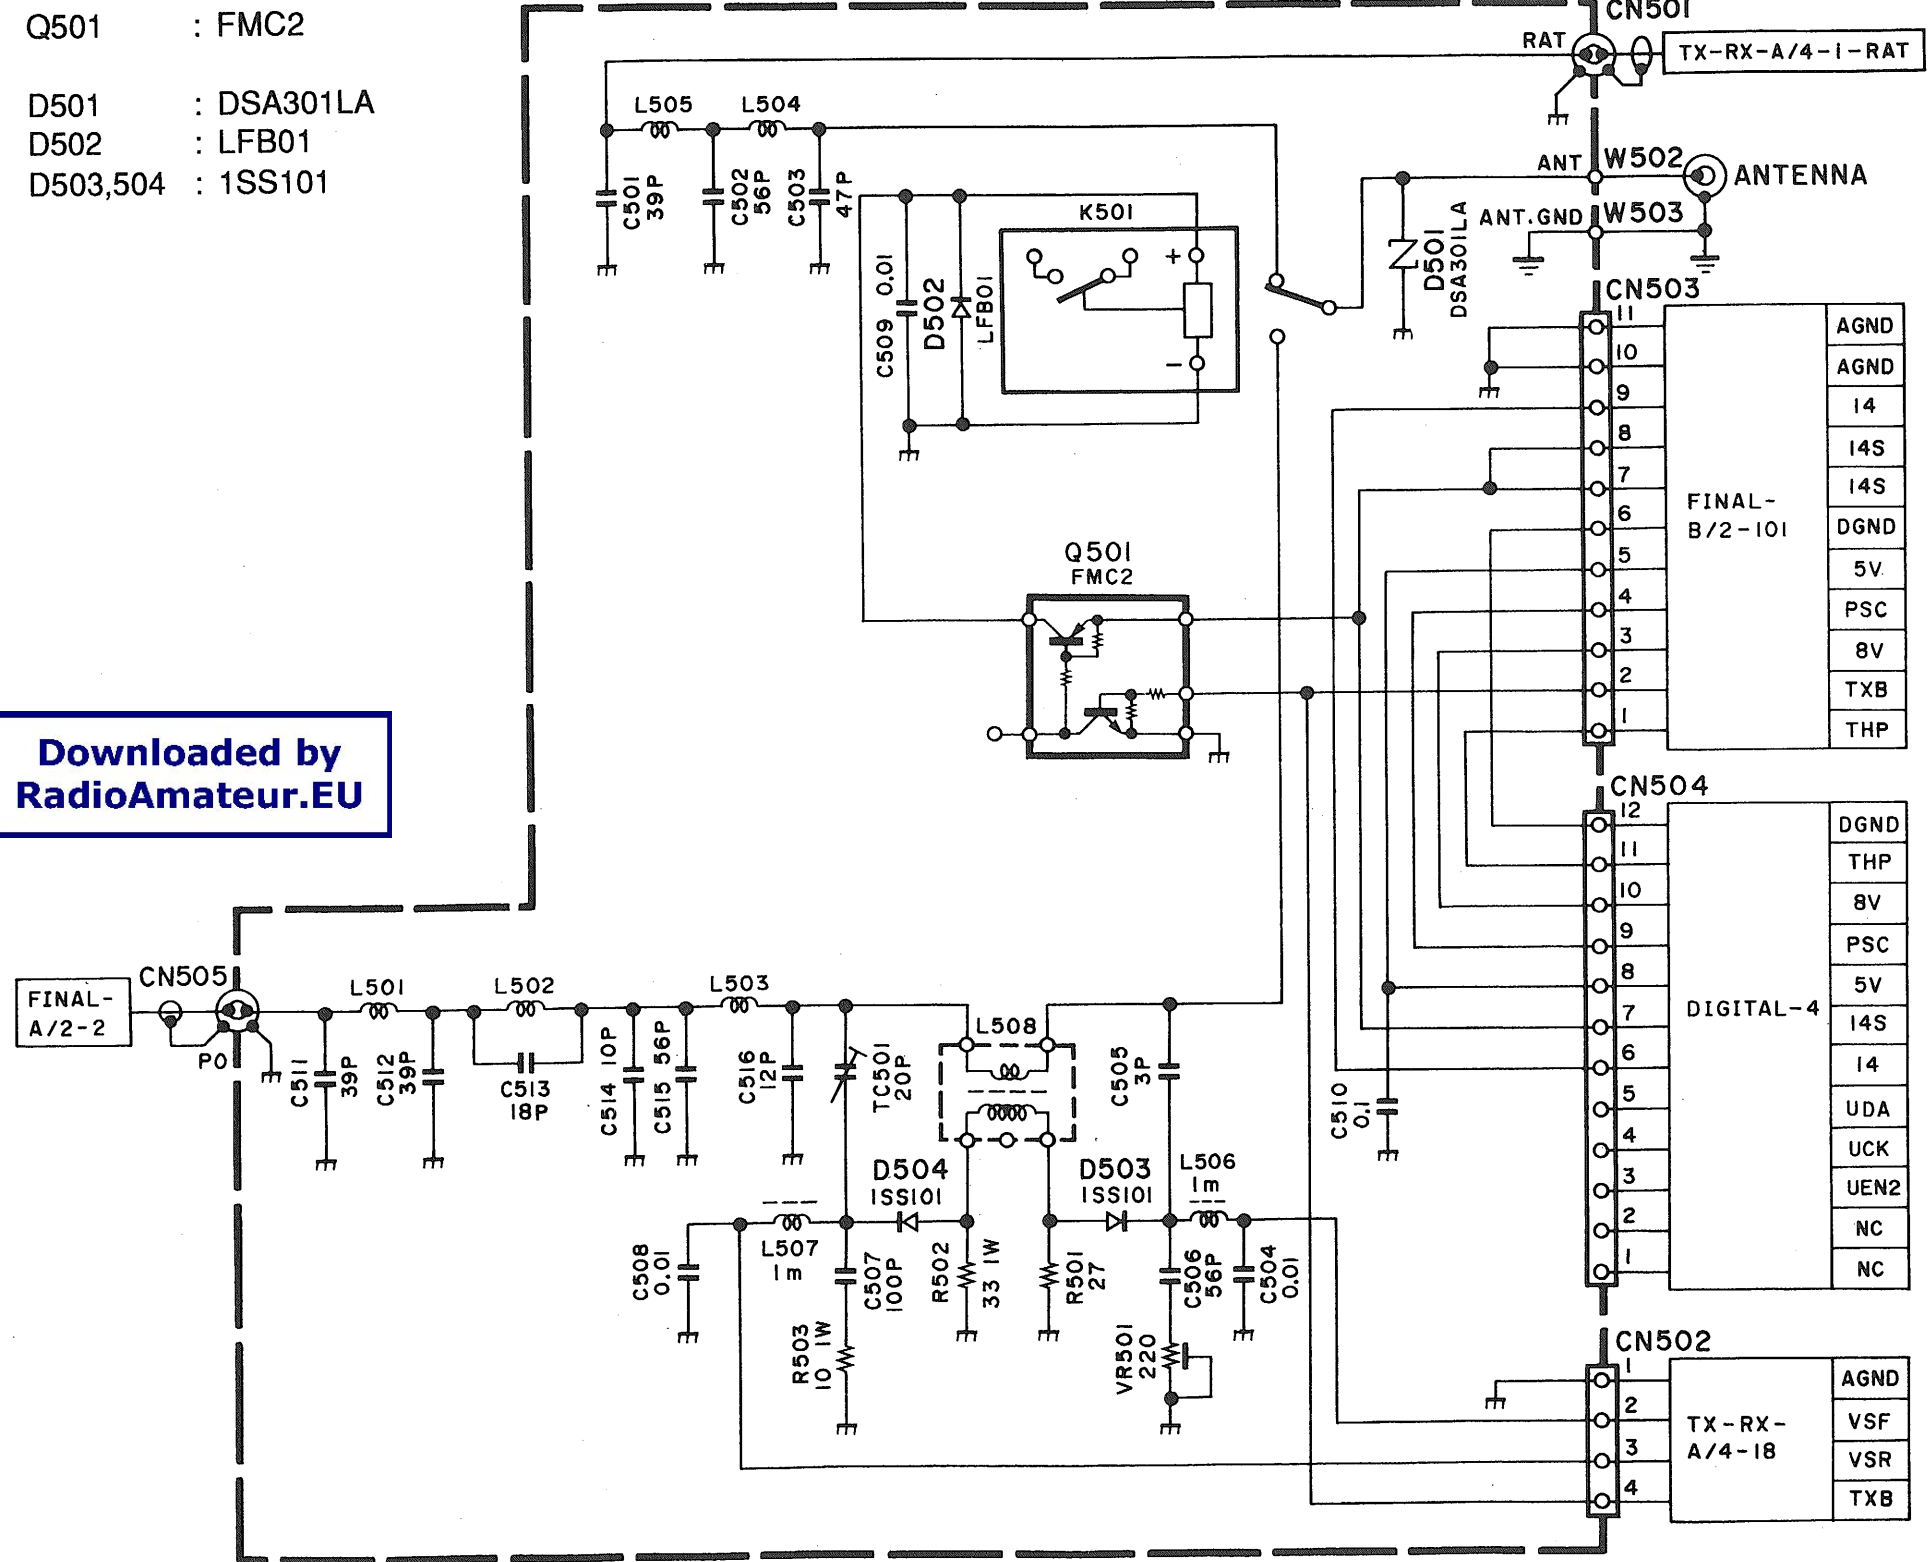 Q501 : FMC2
D501 : DSA301LA
D502 : LFB01
D503,504 : 1SS101
CN501
RAT
TX-RX-A/4-1-RAT
L505
L504
C501
39P
C502
56P
C503
47P
ANT
W502
ANTENNA
ANT.GND
W503
D501
DSA301LA
K501
+
−
C509 0.01
D502
LFB01
CN503
11
AGND
10
AGND
9
14
8
14S
7
14S
6
DGND
5
5V
4
PSC
3
8V
2
TXB
1
THP
FINAL-
B/2-101
Q501
FMC2
Downloaded by
RadioAmateur.EU
CN504
12
DGND
11
THP
10
8V
9
PSC
8
5V
7
14S
6
14
5
UDA
4
UCK
3
UEN2
2
NC
1
NC
DIGITAL-4
CN505
FINAL-
A/2-2
PO
L501
L502
L503
C511
39P
C512
39P
C513
18P
C514 10P
C515 56P
C516
12P
TC501
20P
L508
C505
3P
C510
0.1
D504
1SS101
D503
1SS101
L506
1m
L507
1m
C508
0.01
C507
100P
R502
33 1W
R501
27
C506
56P
C504
0.01
R503
10 1W
VR501
220
CN502
1
AGND
2
VSF
3
VSR
4
TXB
TX-RX-
A/4-18